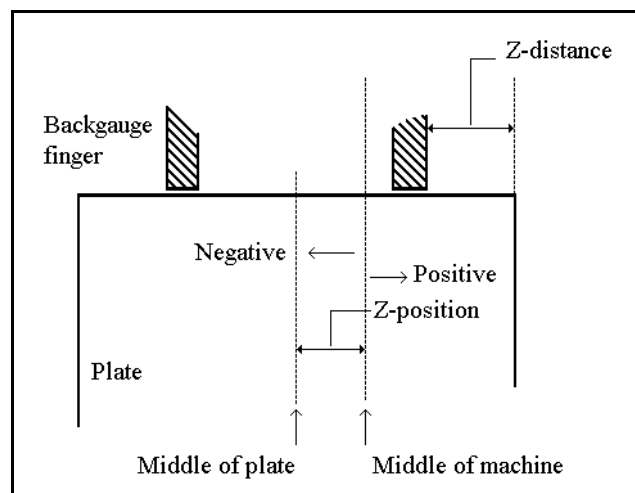 Z-distance
Backgauge
finger
Negative
Positive
Z-position
Plate
Middle of plate
Middle of machine